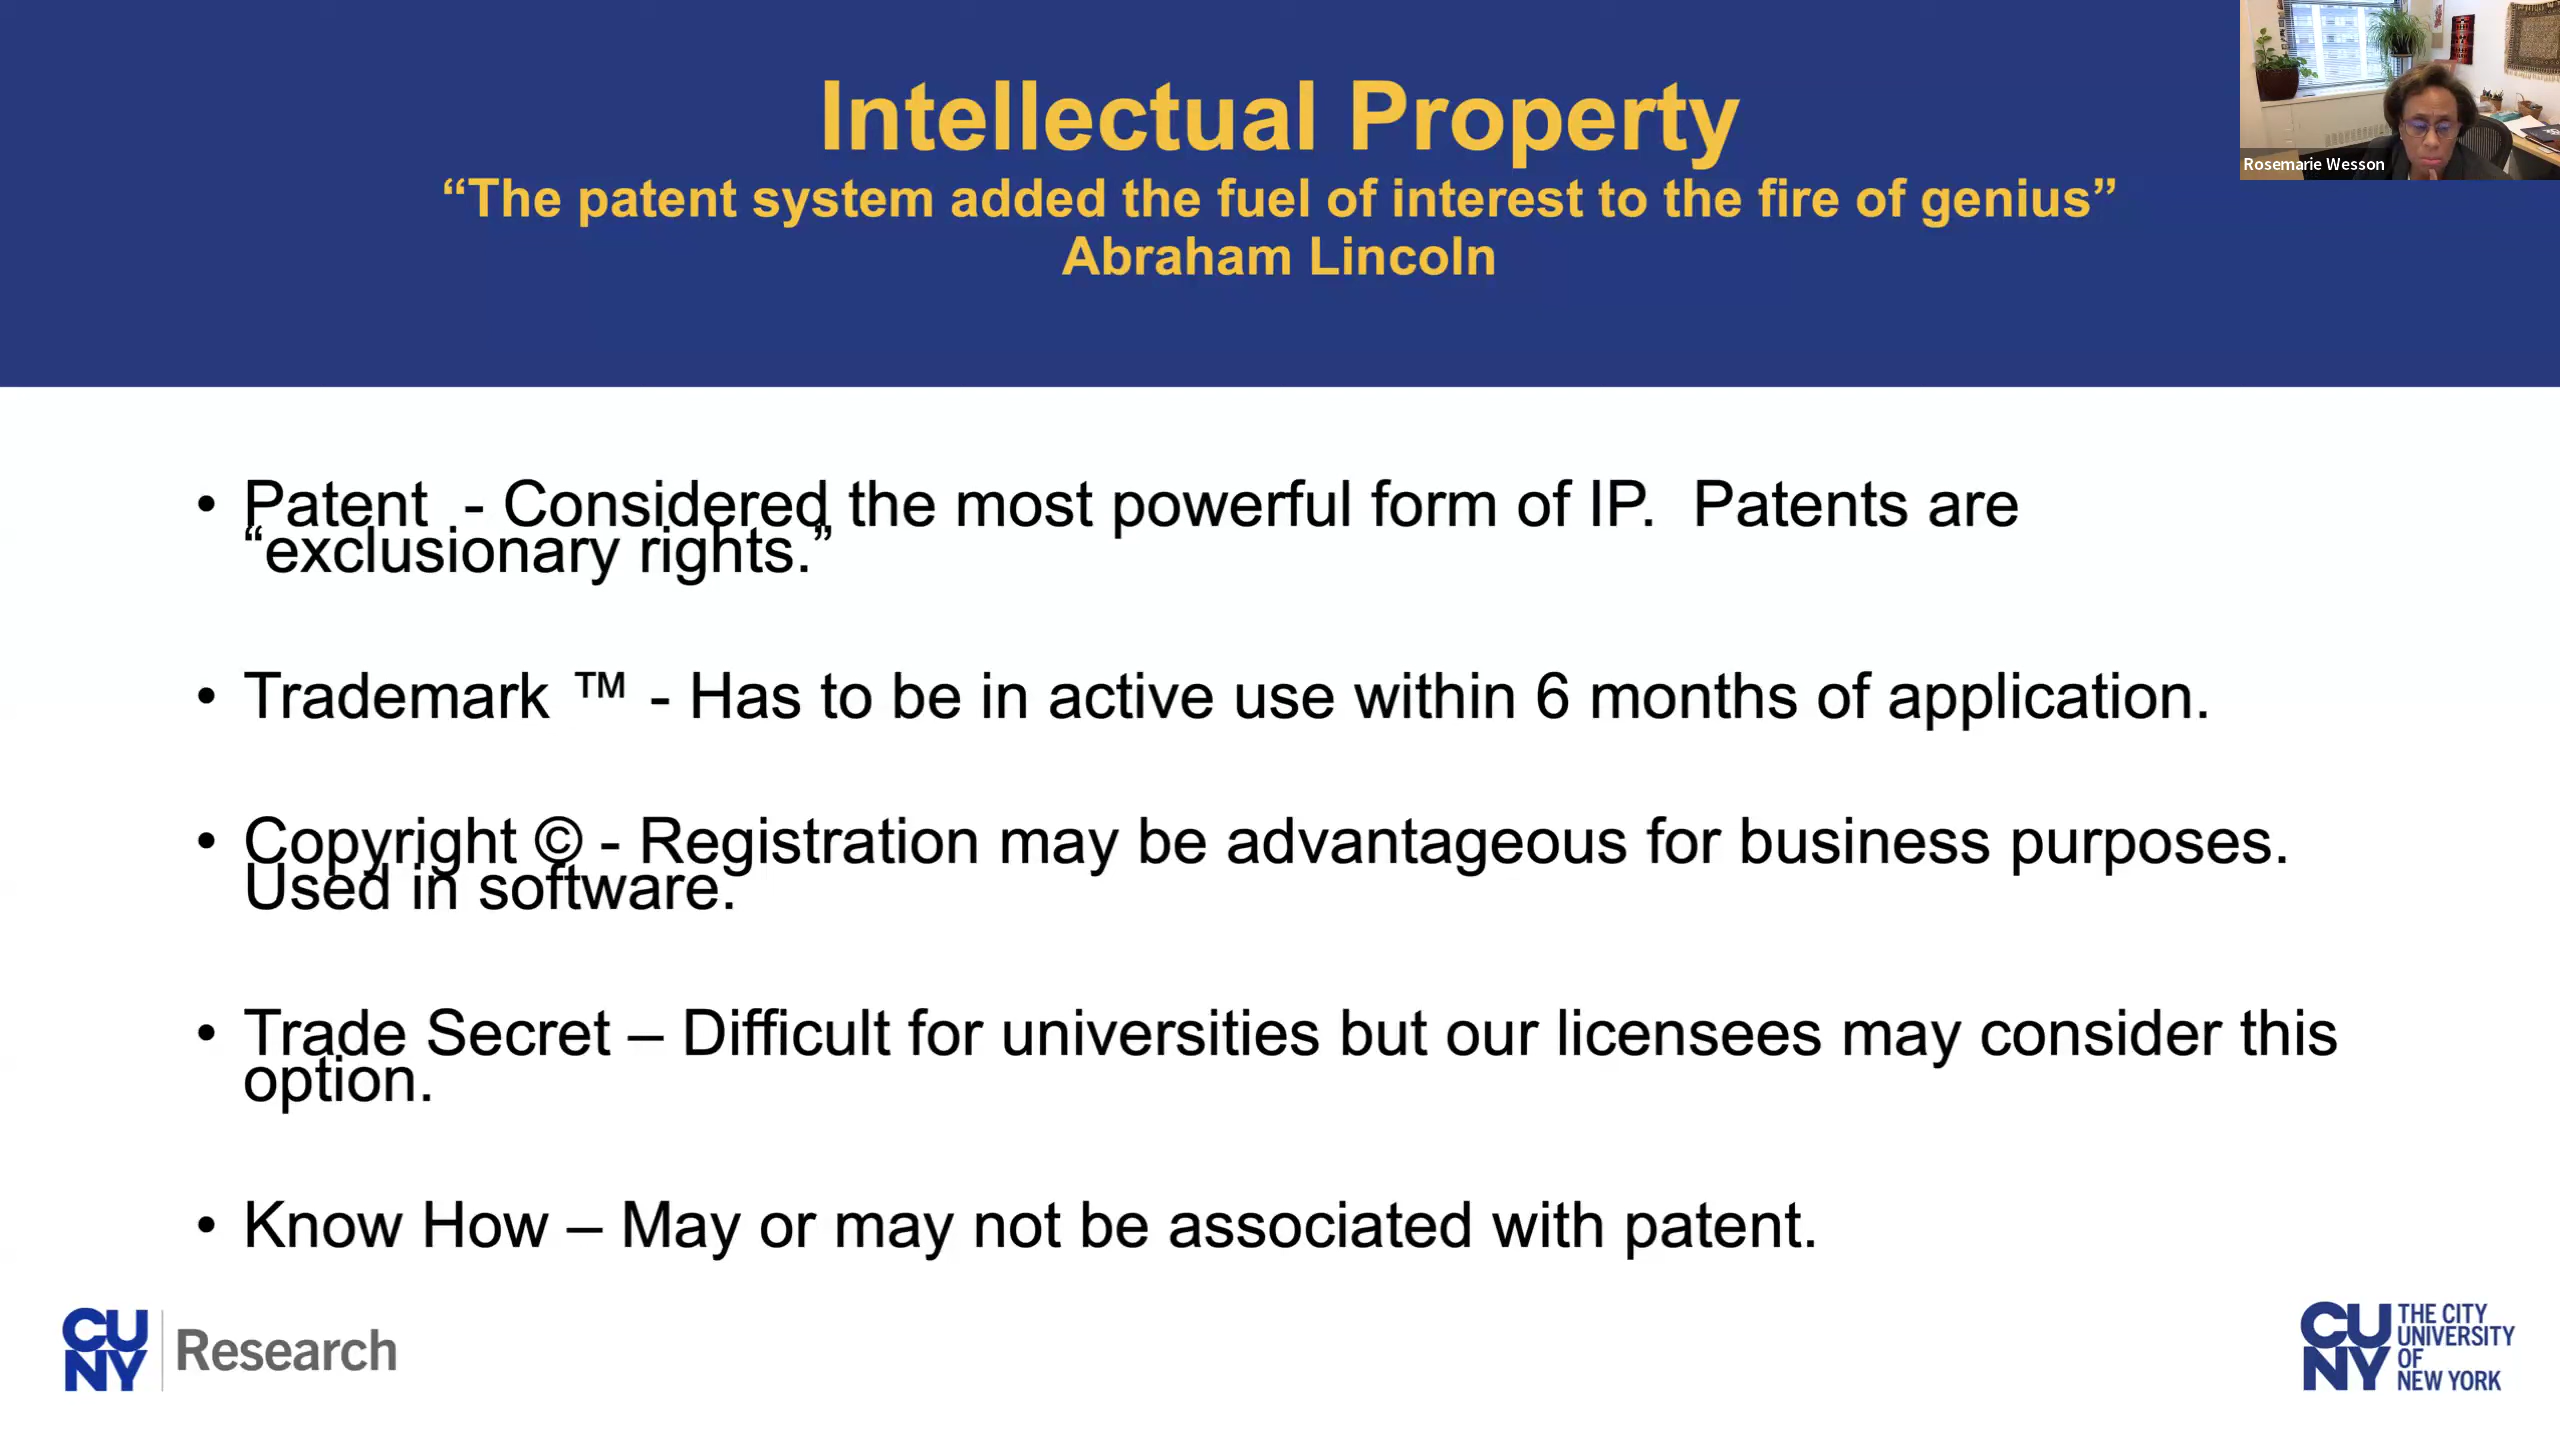 Intellectual Property
“The patent system added the fuel of interest to the fire of genius”
Abraham Lincoln
Rosemarie Wesson
• Patent  - Considered the most powerful form of IP.  Patents are
“exclusionary rights.”
• Trademark ™ - Has to be in active use within 6 months of application.
• Copyright © - Registration may be advantageous for business purposes.
Used in software.
• Trade Secret – Difficult for universities but our licensees may consider this
option.
• Know How – May or may not be associated with patent.
CU
NY
Research
CU
NY
THE CITY
UNIVERSITY
OF
NEW YORK